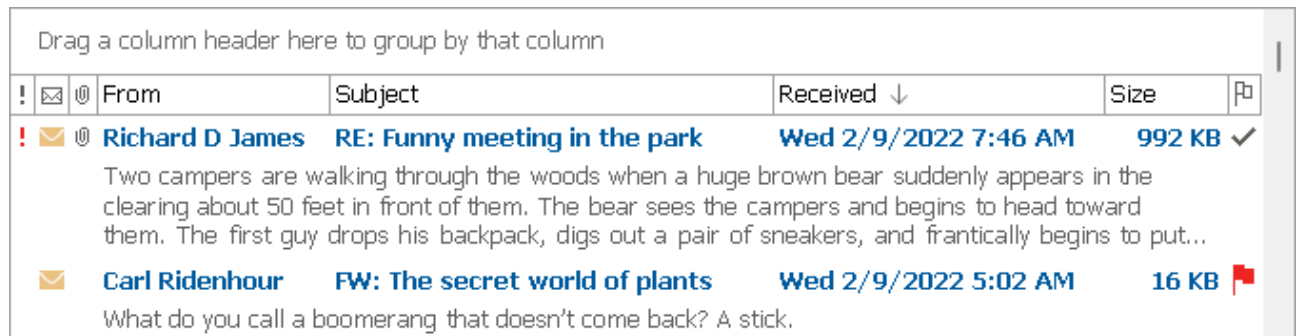 Drag a column header here to group by that column
! From Subject Received ↓ Size
! Richard D James RE: Funny meeting in the park Wed 2/9/2022 7:46 AM 992 KB
Two campers are walking through the woods when a huge brown bear suddenly appears in the
clearing about 50 feet in front of them. The bear sees the campers and begins to head toward
them. The first guy drops his backpack, digs out a pair of sneakers, and frantically begins to put...
Carl Ridenhour FW: The secret world of plants Wed 2/9/2022 5:02 AM 16 KB
What do you call a boomerang that doesn't come back? A stick.